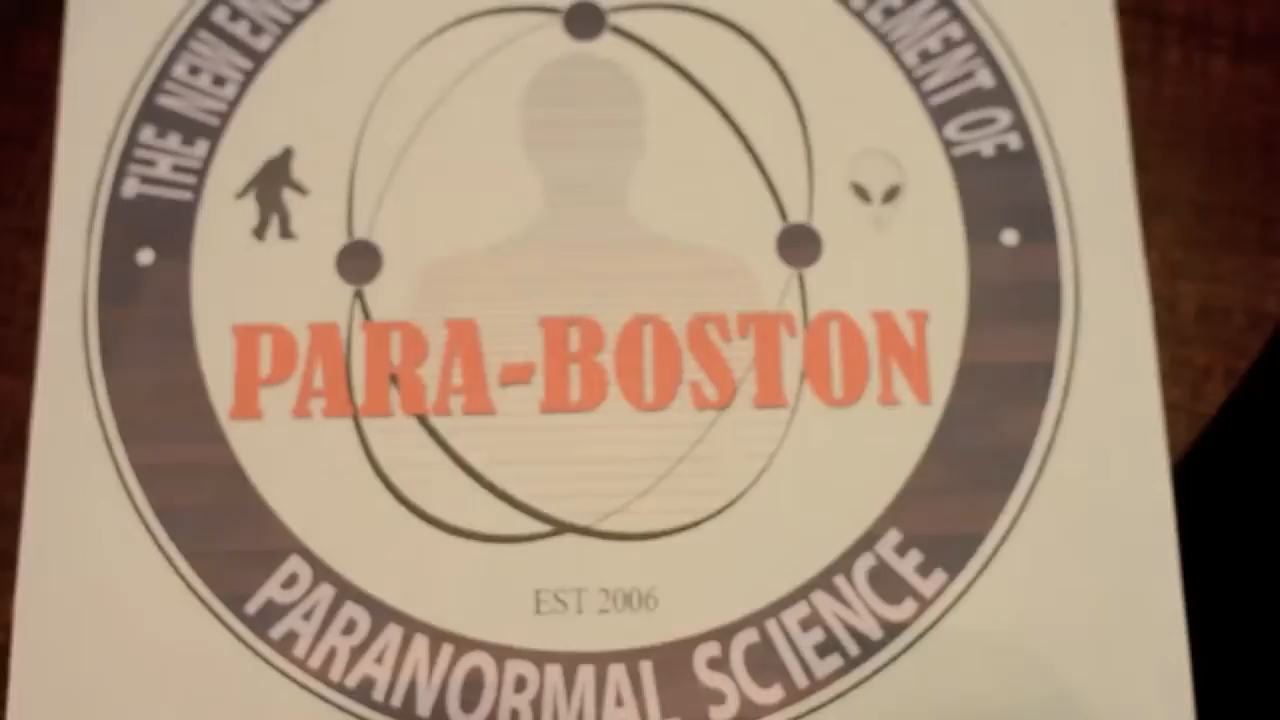 THE NEW ENG
EMENT OF
PARA-BOSTON
EST 2006
PARANORMAL SCIENCE